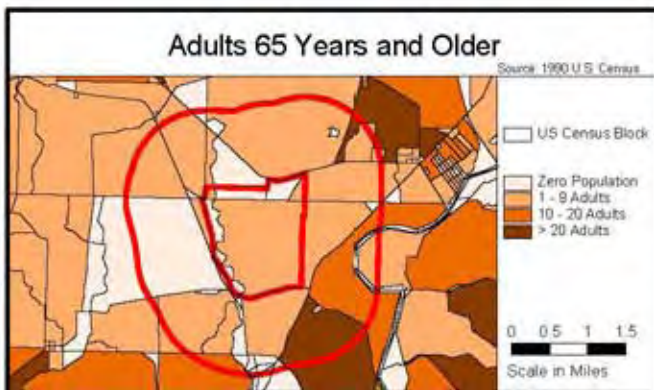 Adults 65 Years and Older
Source: 1990 U.S. Census
US Census Block
Zero Population
1 - 9 Adults
10 - 20 Adults
> 20 Adults
0 0.5 1 1.5
Scale in Miles